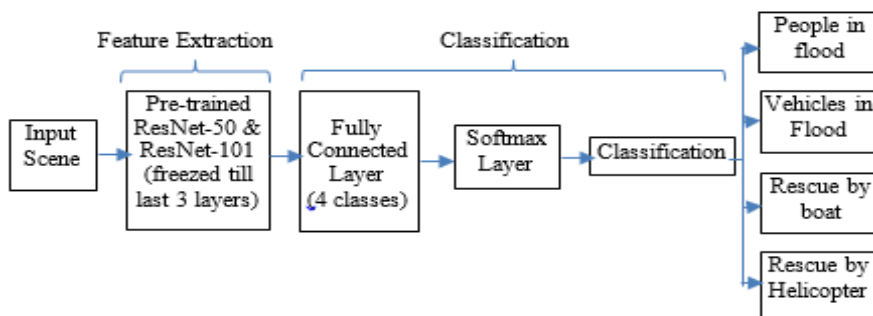 Feature Extraction
Classification
Input
Scene
Pre-trained
ResNet-50 &
ResNet-101
(freezed till
last 3 layers)
Fully
Connected
Layer
(4 classes)
Softmax
Layer
Classification
People in
flood
Vehicles in
Flood
Rescue by
boat
Rescue by
Helicopter